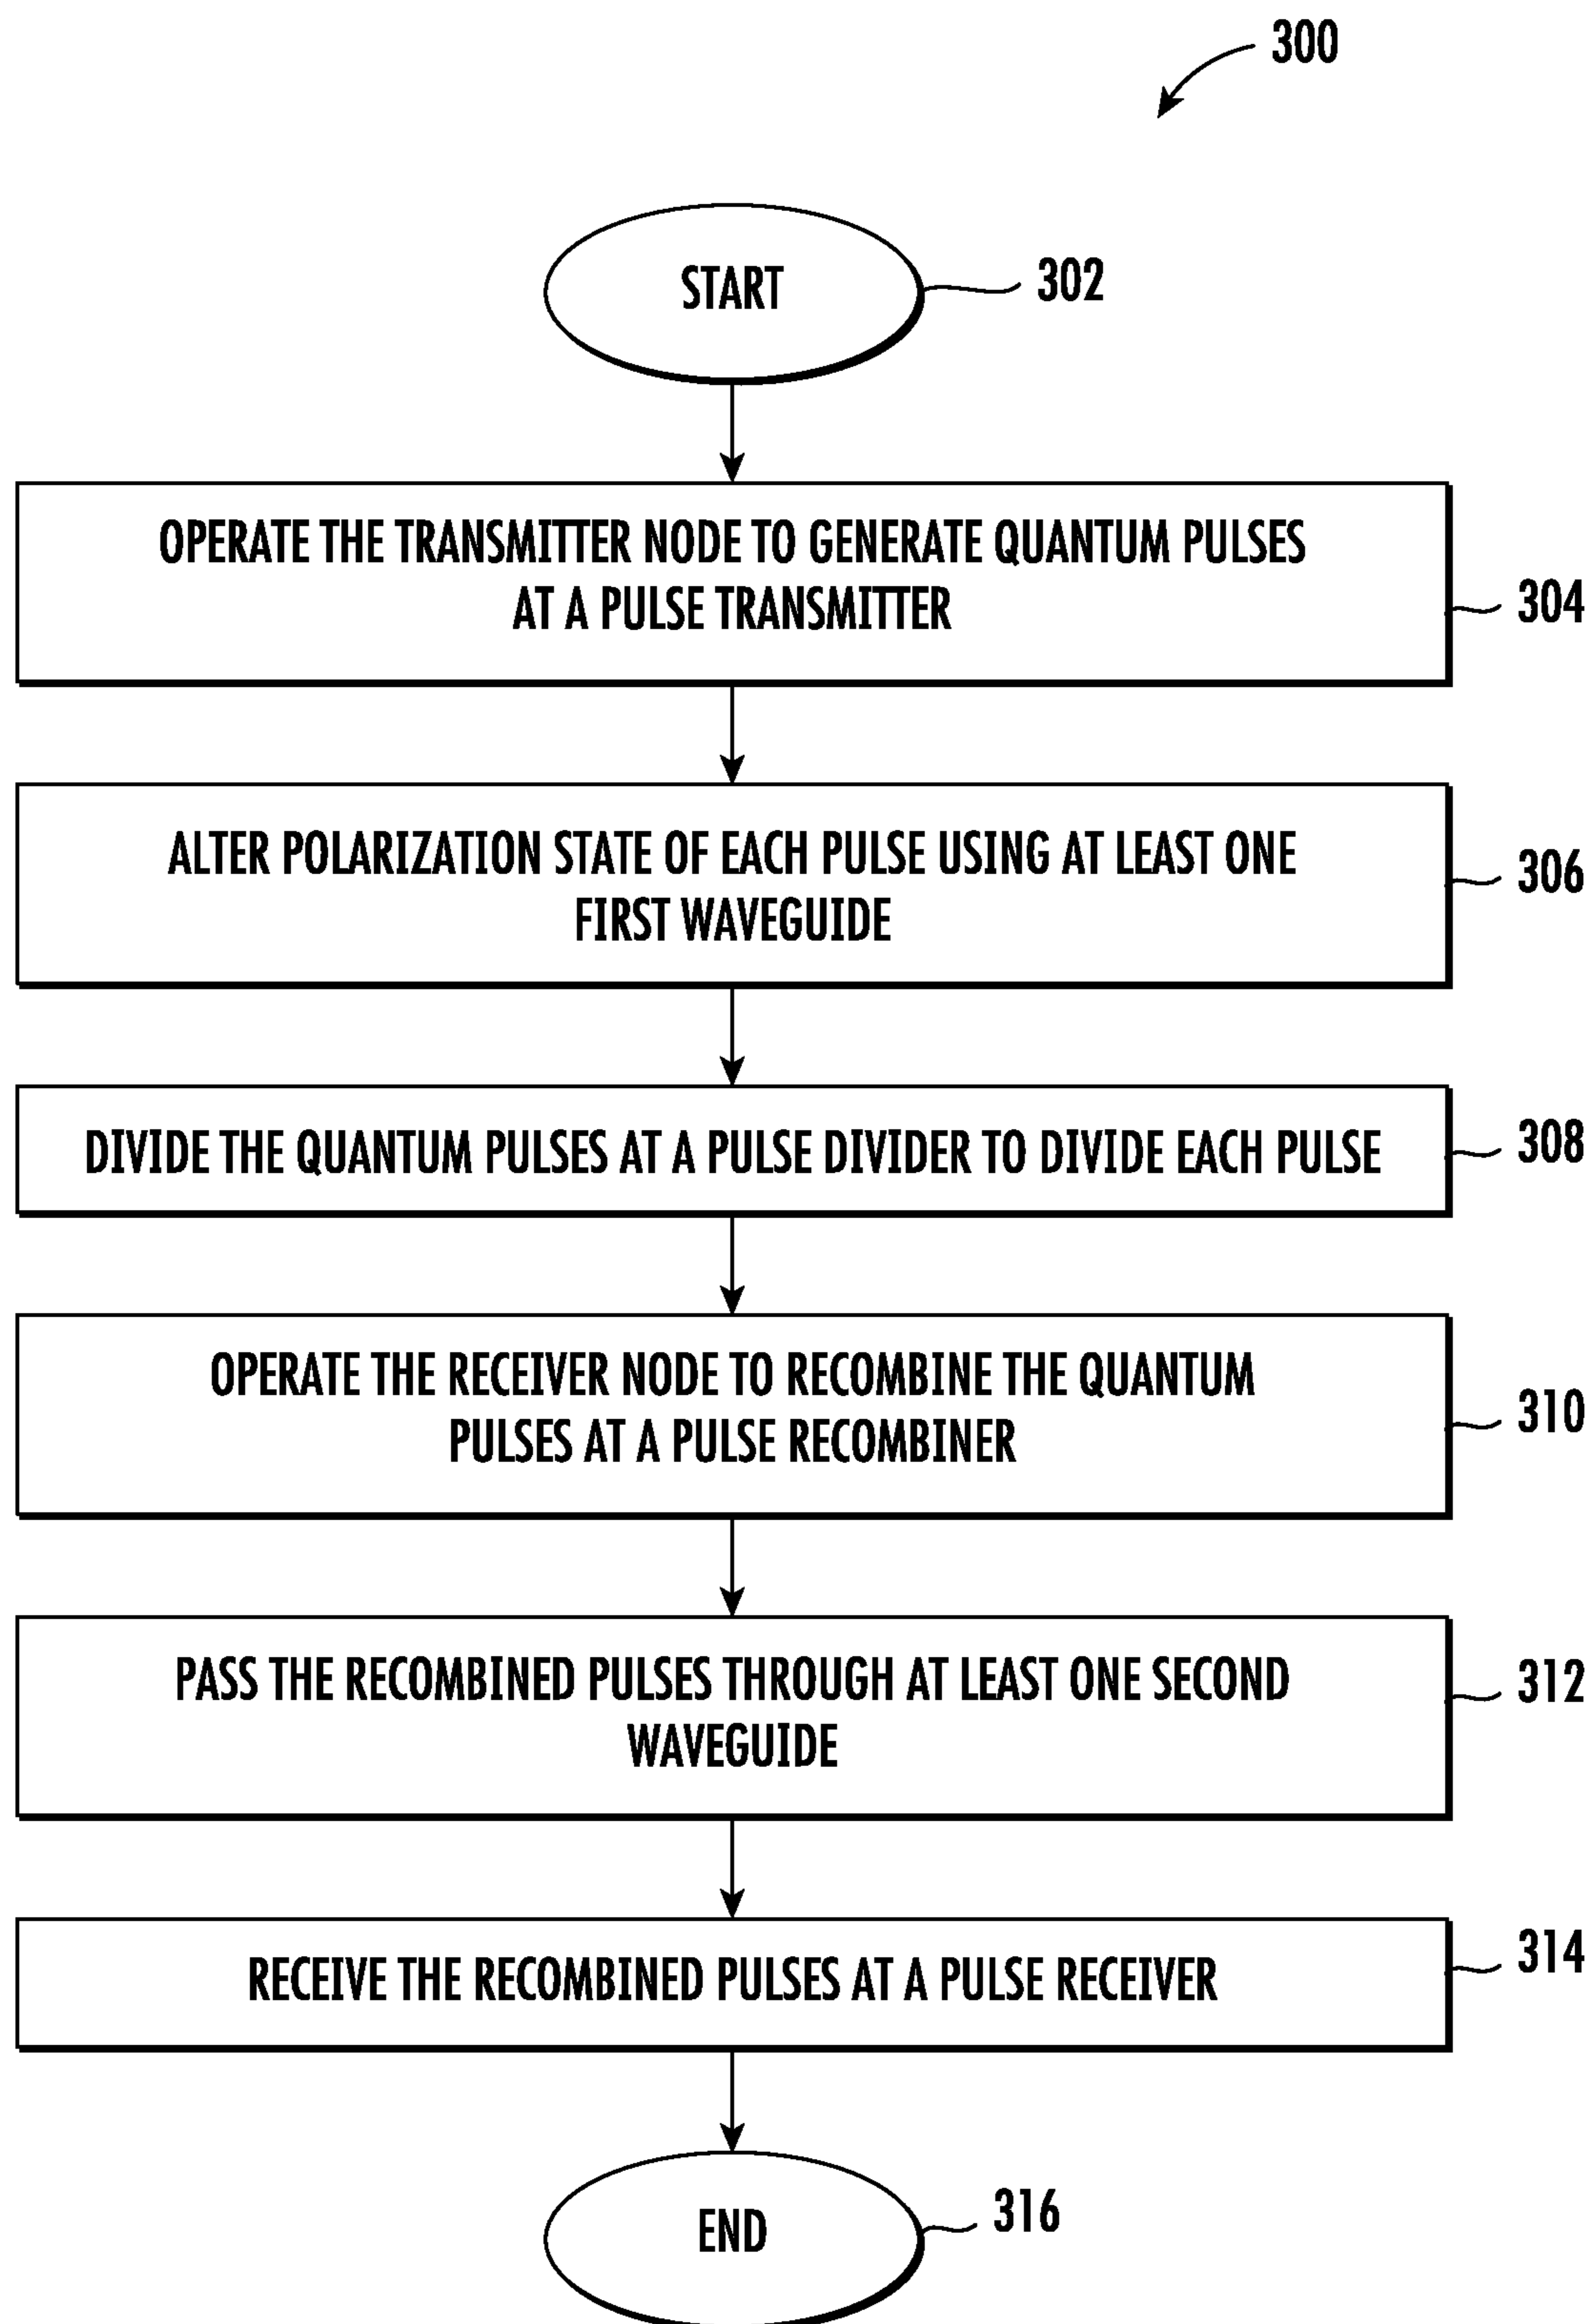 300
START
302
OPERATE THE TRANSMITTER NODE TO GENERATE QUANTUM PULSES
AT A PULSE TRANSMITTER
304
ALTER POLARIZATION STATE OF EACH PULSE USING AT LEAST ONE
FIRST WAVEGUIDE
306
DIVIDE THE QUANTUM PULSES AT A PULSE DIVIDER TO DIVIDE EACH PULSE
308
OPERATE THE RECEIVER NODE TO RECOMBINE THE QUANTUM
PULSES AT A PULSE RECOMBINER
310
PASS THE RECOMBINED PULSES THROUGH AT LEAST ONE SECOND
WAVEGUIDE
312
RECEIVE THE RECOMBINED PULSES AT A PULSE RECEIVER
314
END
316